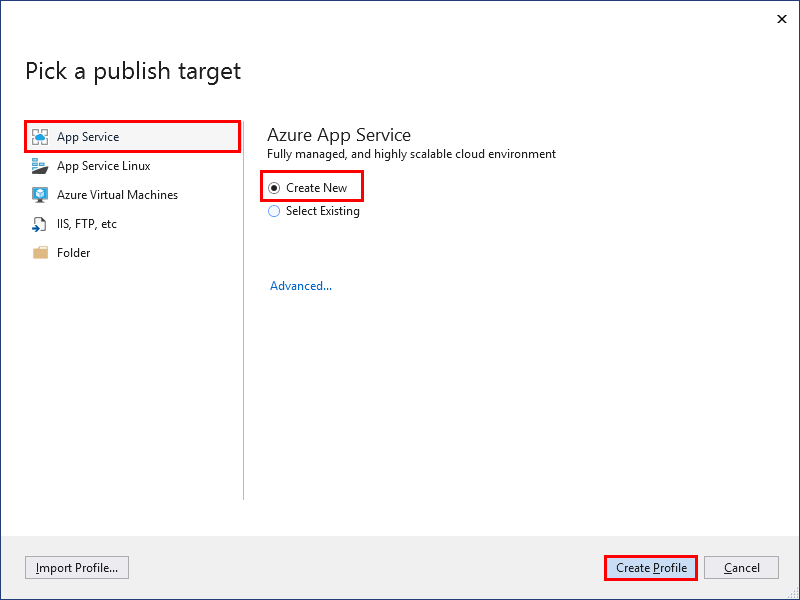 Pick a publish target
App Service
App Service Linux
Azure Virtual Machines
IIS, FTP, etc
Folder
Azure App Service
Fully managed, and highly scalable cloud environment
Create New
Select Existing
Advanced...
Import Profile...
Create Profile
Cancel